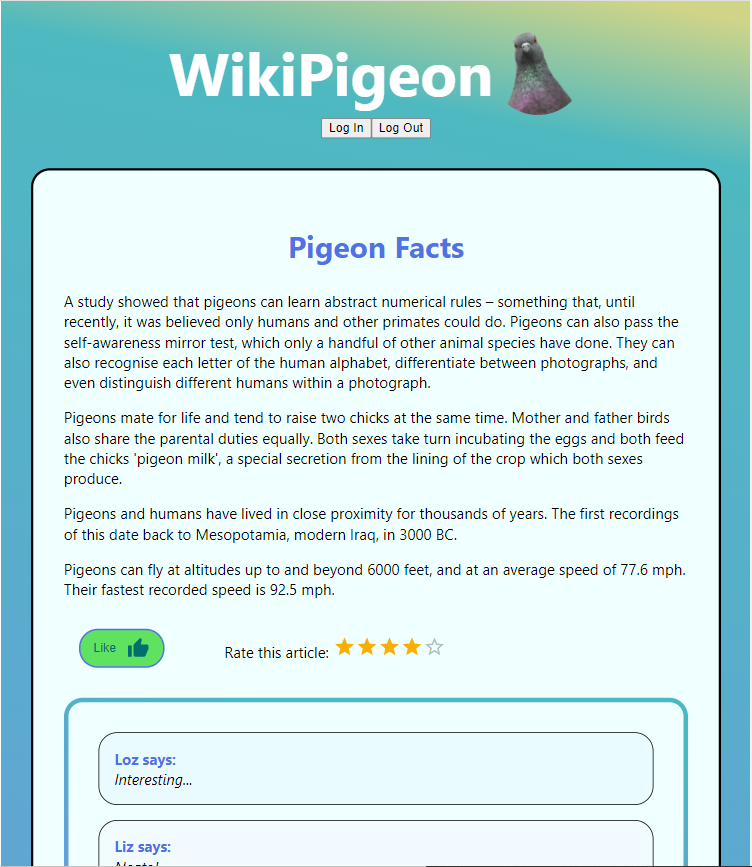 WikiPigeon
Log In Log Out
Pigeon Facts
A study showed that pigeons can learn abstract numerical rules – something that, until
recently, it was believed only humans and other primates could do. Pigeons can also pass the
self-awareness mirror test, which only a handful of other animal species have done. They can
also recognise each letter of the human alphabet, differentiate between photographs, and
even distinguish different humans within a photograph.
Pigeons mate for life and tend to raise two chicks at the same time. Mother and father birds
also share the parental duties equally. Both sexes take turn incubating the eggs and both feed
the chicks 'pigeon milk', a special secretion from the lining of the crop which both sexes
produce.
Pigeons and humans have lived in close proximity for thousands of years. The first recordings
of this date back to Mesopotamia, modern Iraq, in 3000 BC.
Pigeons can fly at altitudes up to and beyond 6000 feet, and at an average speed of 77.6 mph.
Their fastest recorded speed is 92.5 mph.
Like Rate this article:
Loz says:
Interesting...
Liz says: